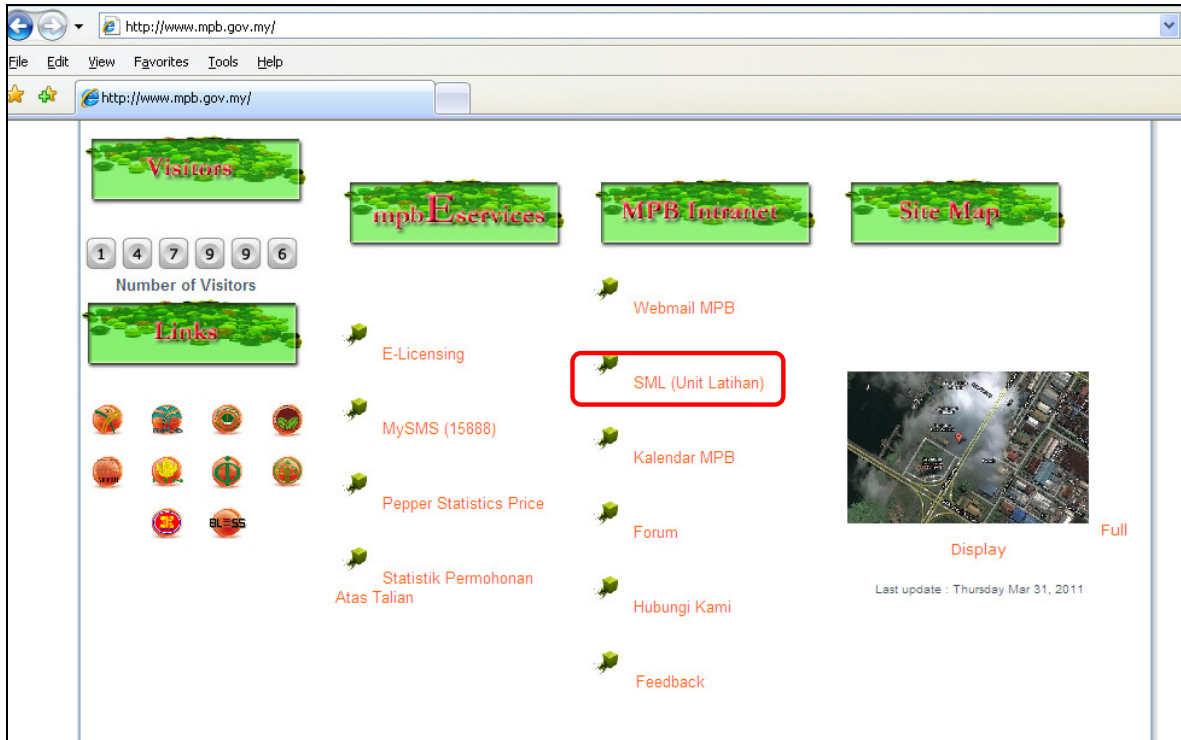 http://www.mpb.gov.my/
File Edit View Favorites Tools Help
http://www.mpb.gov.my/
Visitors
1 4 7 9 9 6
Number of Visitors
Links
BLESS
mpb Eservices
E-Licensing
MySMS (15888)
Pepper Statistics Price
Statistik Permohonan
Atas Talian
MPB Intranet
Webmail MPB
SML (Unit Latihan)
Kalendar MPB
Forum
Hubungi Kami
Feedback
Site Map
Full
Display
Last update : Thursday Mar 31, 2011